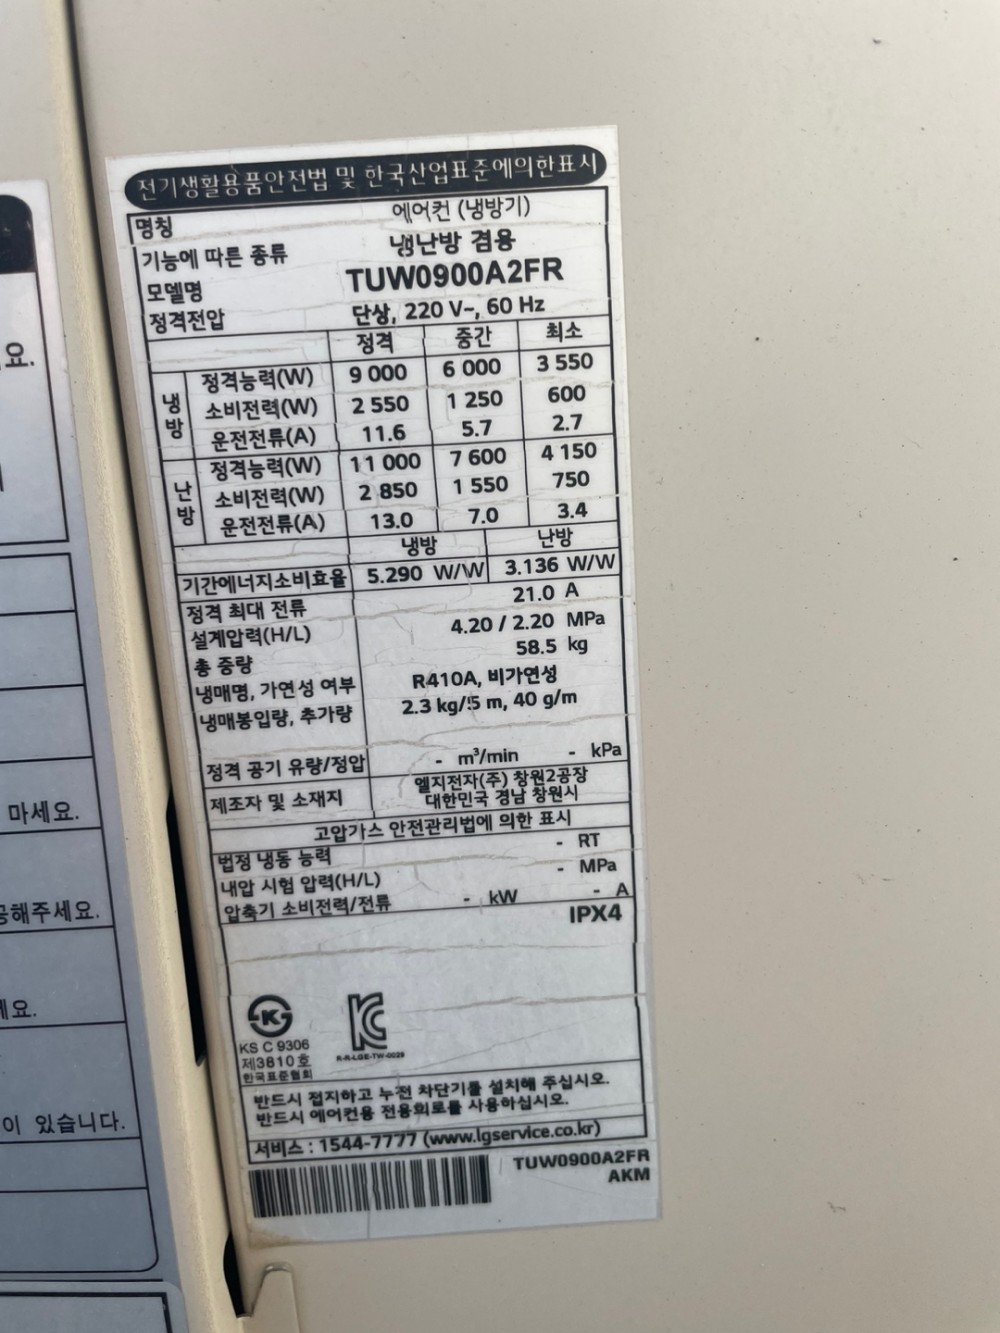 전기생활용품안전법 및 한국산업표준에의한표시
명칭 에어컨 (냉방기)
기능에 따른 종류 냉난방 겸용
모델명 TUW0900A2FR
정격전압 단상, 220 V~, 60 Hz
정격 중간 최소
냉방
정격능력(W) 9 000 6 000 3 550
소비전력(W) 2 550 1 250 600
운전전류(A) 11.6 5.7 2.7
난방
정격능력(W) 11 000 7 600 4 150
소비전력(W) 2 850 1 550 750
운전전류(A) 13.0 7.0 3.4
냉방 난방
기간에너지소비효율 5.290 W/W 3.136 W/W
정격 최대 전류 21.0 A
설계압력(H/L) 4.20 / 2.20 MPa
총 중량 58.5 kg
냉매명, 가연성 여부 R410A, 비가연성
냉매봉입량, 추가량 2.3 kg/5 m, 40 g/m
정격 공기 유량/정압 - m³/min - kPa
제조자 및 소재지 엘지전자(주) 창원2공장
대한민국 경남 창원시
고압가스 안전관리법에 의한 표시
법정 냉동 능력 - RT
내압 시험 압력(H/L) - MPa
압축기 소비전력/전류 - kW - A
IPX4
KS C 9306
제3810호
한국표준협회
R-R-LGE-TW-0029
반드시 접지하고 누전 차단기를 설치해 주십시오.
반드시 에어컨용 전용회로를 사용하십시오.
서비스 : 1544-7777 (www.lgservice.co.kr)
TUW0900A2FR
AKM
요.
마세요.
공해주세요.
세요.
이 있습니다.